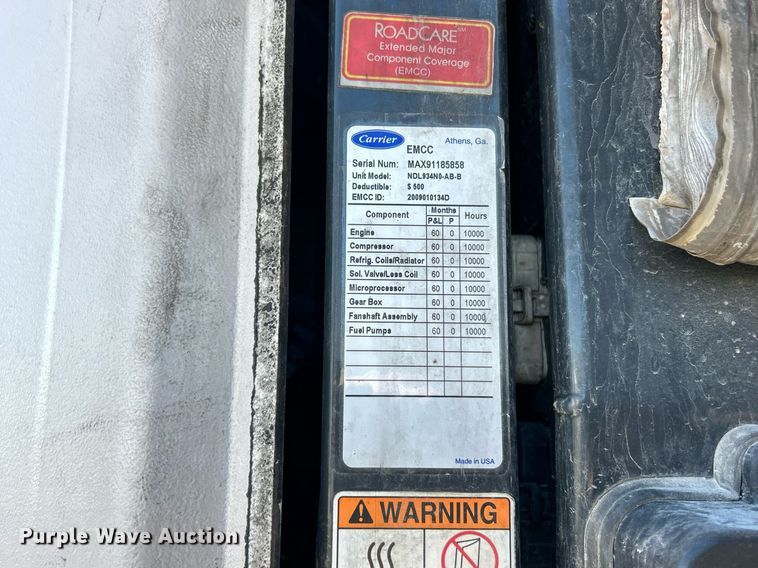 ROADCARE SM
Extended Major
Component Coverage
(EMCC)
Carrier
Athens, Ga.
EMCC
Serial Num: MAX91185858
Unit Model: NDL934N0-AB-B
Deductible: $ 500
EMCC ID: 2009010134D
Component Months Hours
P&L P
Engine 60 0 10000
Compressor 60 0 10000
Refrig. Coils/Radiator 60 0 10000
Sol. Valve/Less Coil 60 0 10000
Microprocessor 60 0 10000
Gear Box 60 0 10000
Fanshaft Assembly 60 0 10000
Fuel Pumps 60 0 10000
Made in USA
WARNING
Purple Wave Auction